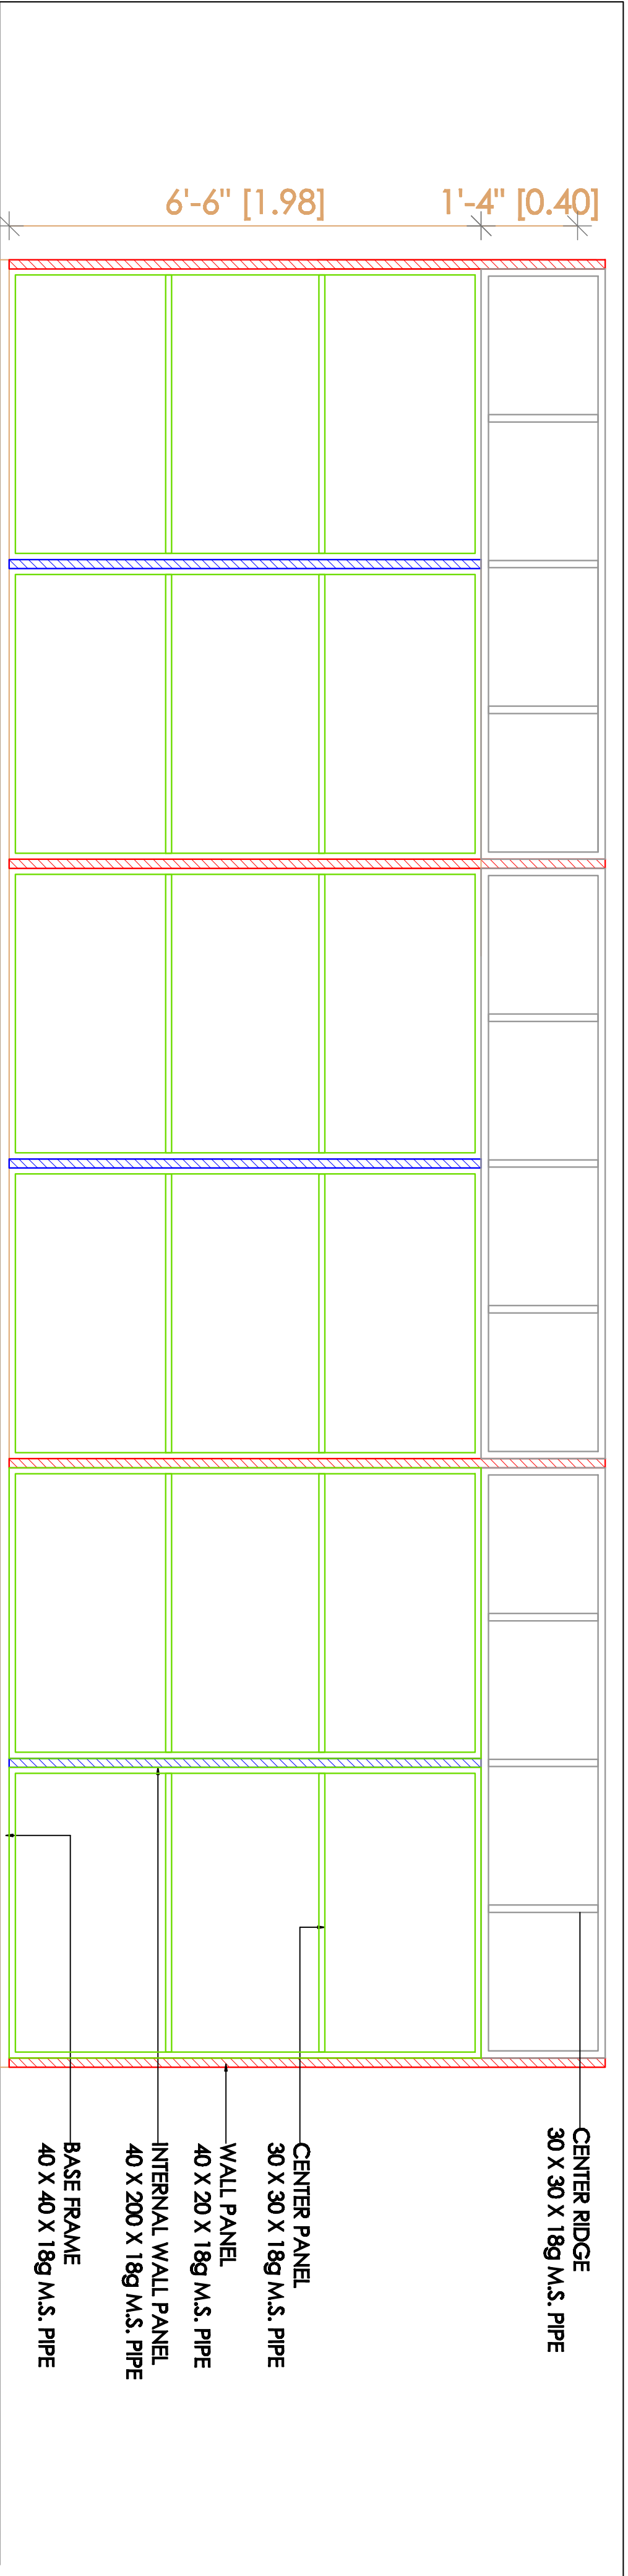 6'-6" [1.98]
1'-4" [0.40]
CENTER RIDGE
30 X 30 X 18g M.S. PIPE
CENTER PANEL
30 X 30 X 18g M.S. PIPE
WALL PANEL
40 X 20 X 18g M.S. PIPE
INTERNAL WALL PANEL
40 X 200 X 18g M.S. PIPE
BASE FRAME
40 X 40 X 18g M.S. PIPE